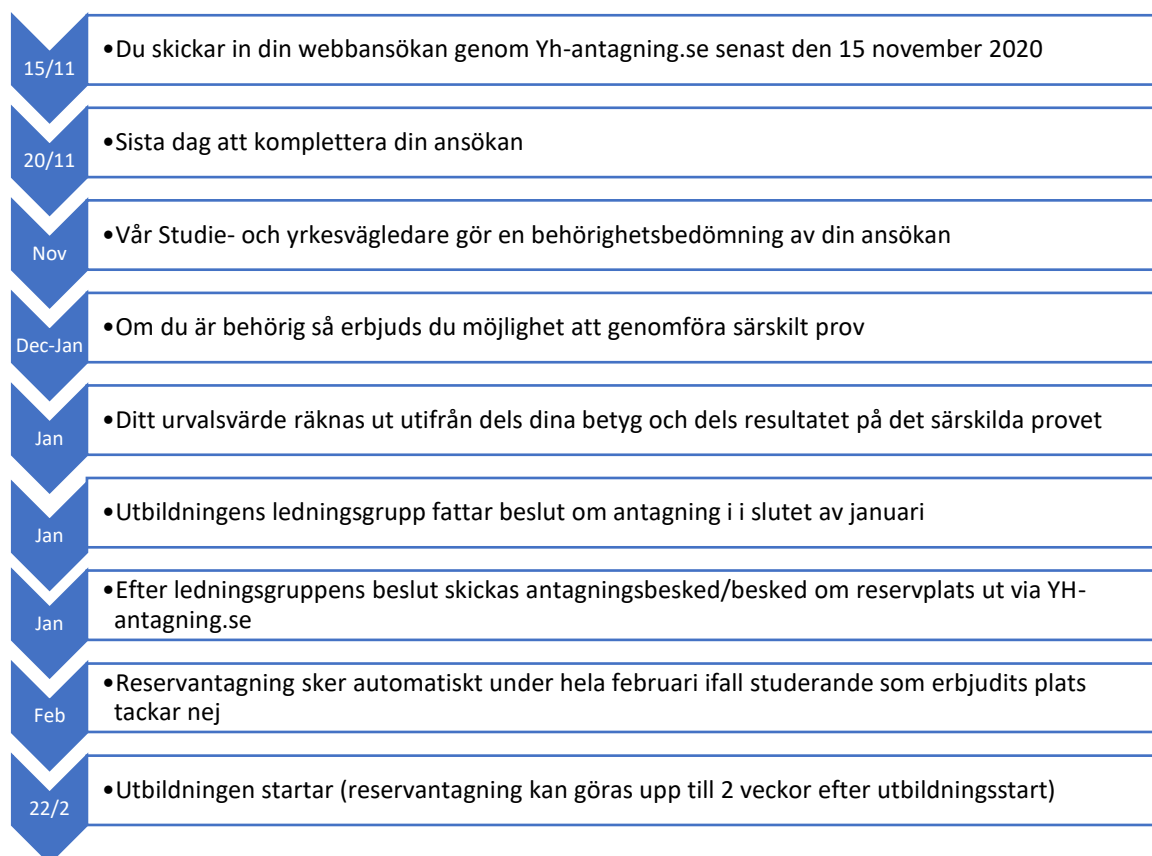 15/11
•Du skickar in din webbansökan genom Yh-antagning.se senast den 15 november 2020
20/11
•Sista dag att komplettera din ansökan
Nov
•Vår Studie- och yrkesvägledare gör en behörighetsbedömning av din ansökan
Dec-Jan
•Om du är behörig så erbjuds du möjlighet att genomföra särskilt prov
Jan
•Ditt urvalsvärde räknas ut utifrån dels dina betyg och dels resultatet på det särskilda provet
Jan
•Utbildningens ledningsgrupp fattar beslut om antagning i i slutet av januari
Jan
•Efter ledningsgruppens beslut skickas antagningsbesked/besked om reservplats ut via YH-
antagning.se
Feb
•Reservantagning sker automatiskt under hela februari ifall studerande som erbjudits plats
tackar nej
22/2
•Utbildningen startar (reservantagning kan göras upp till 2 veckor efter utbildningsstart)